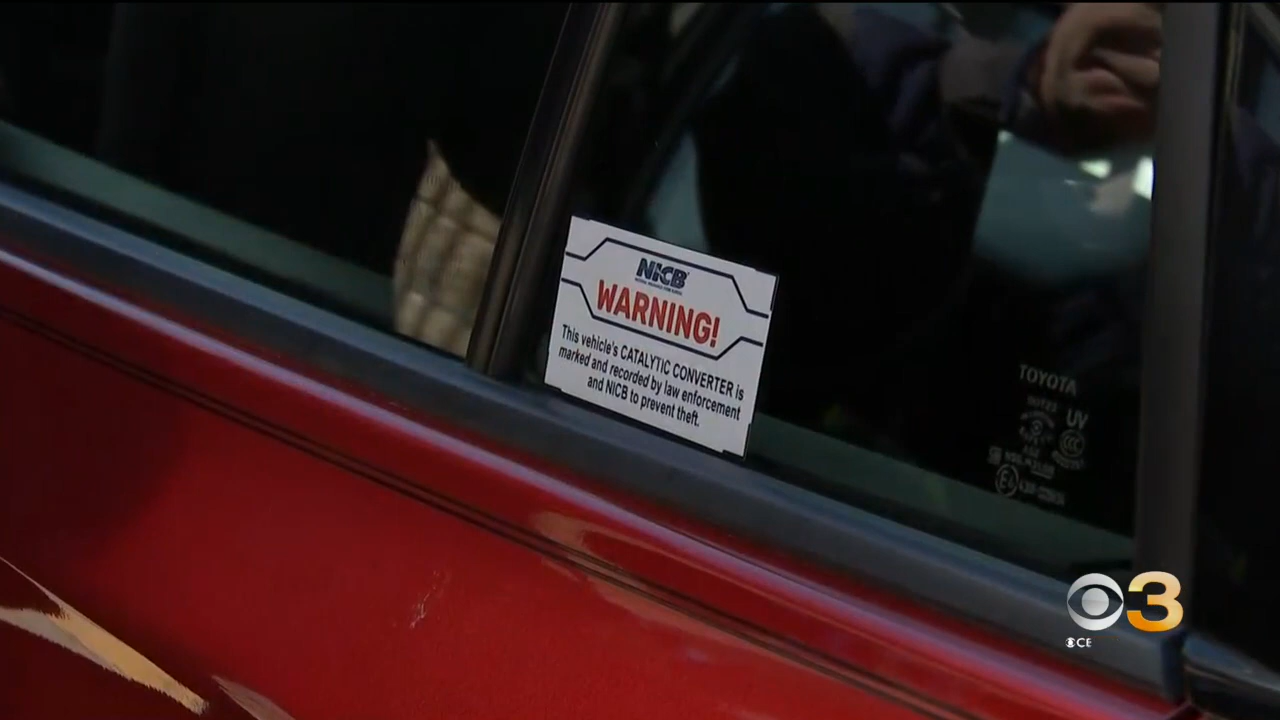 NICB
WARNING!
This vehicle's CATALYTIC CONVERTER is
marked and recorded by law enforcement
and NICB to prevent theft.
TOYOTA
UV
3